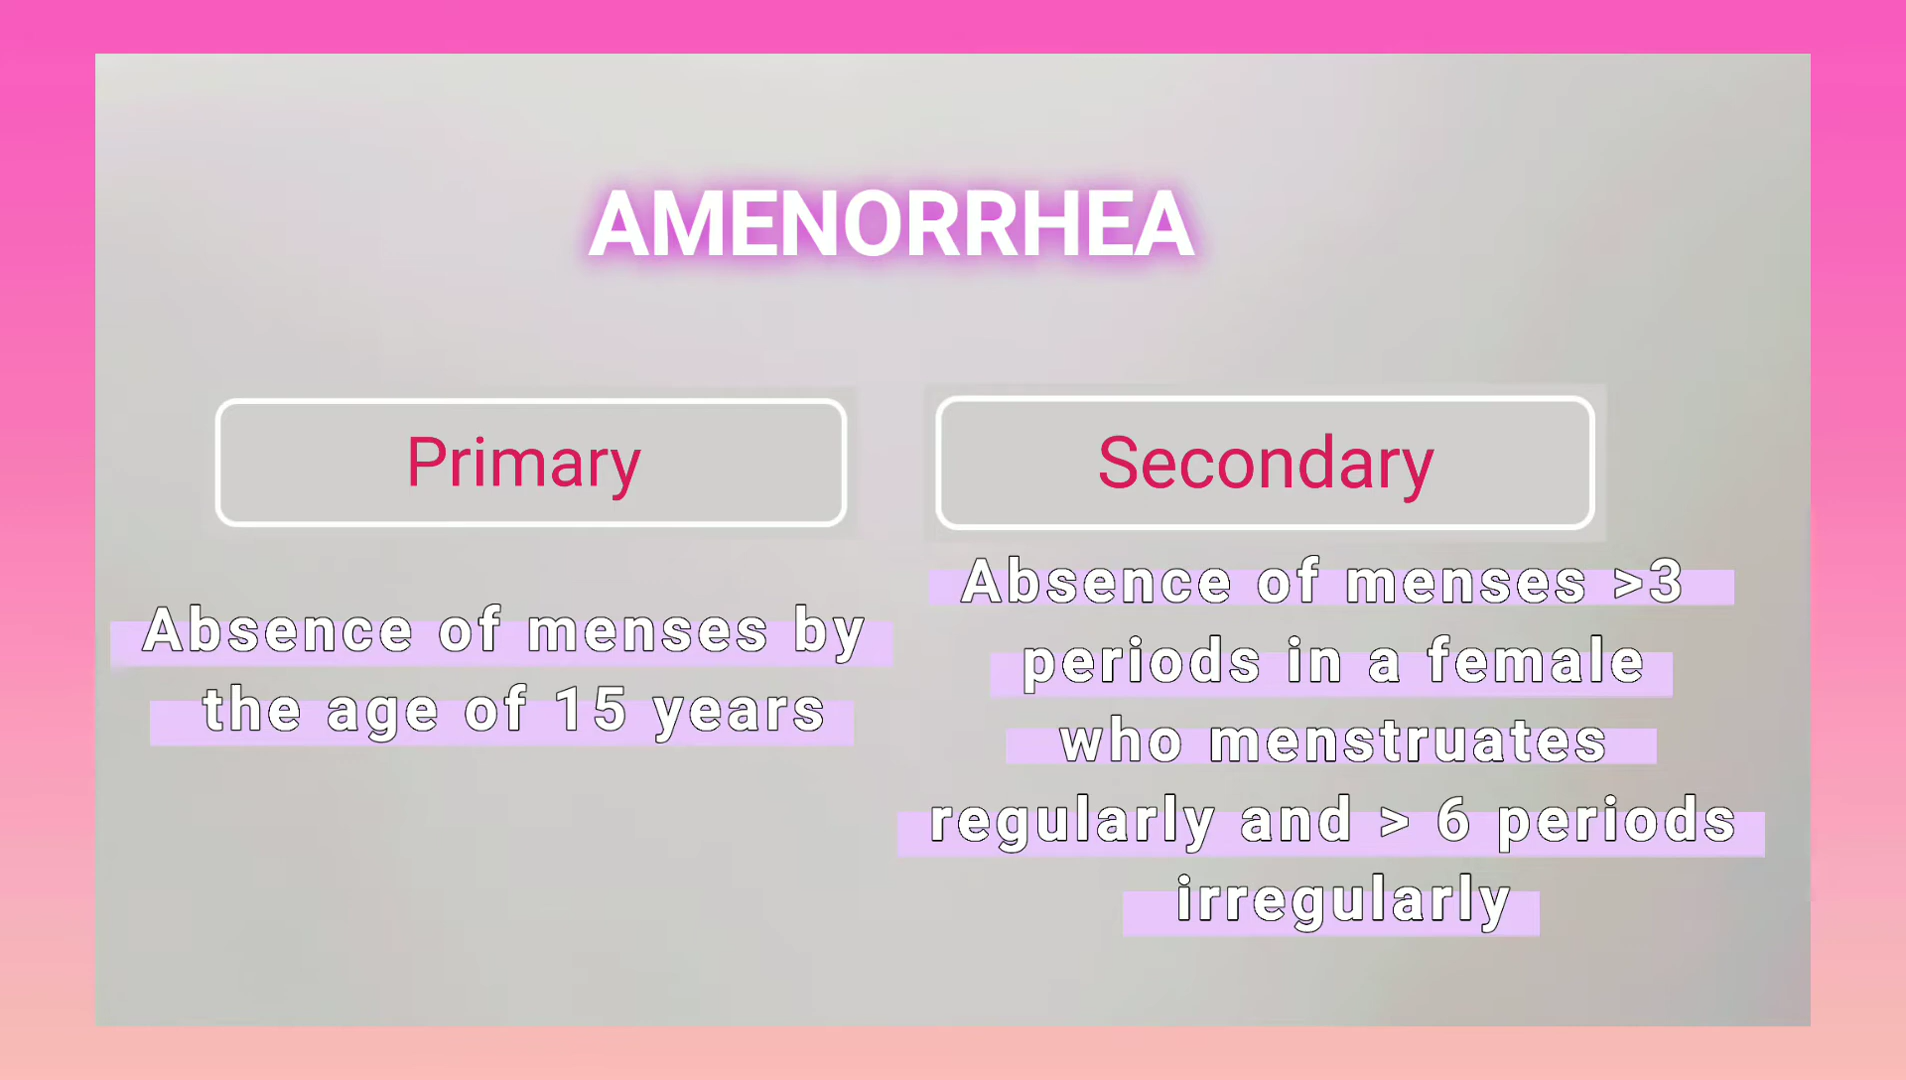 AMENORRHEA
Primary
Absence of menses by
the age of 15 years
Secondary
Absence of menses >3
periods in a female
who menstruates
regularly and > 6 periods
irregularly